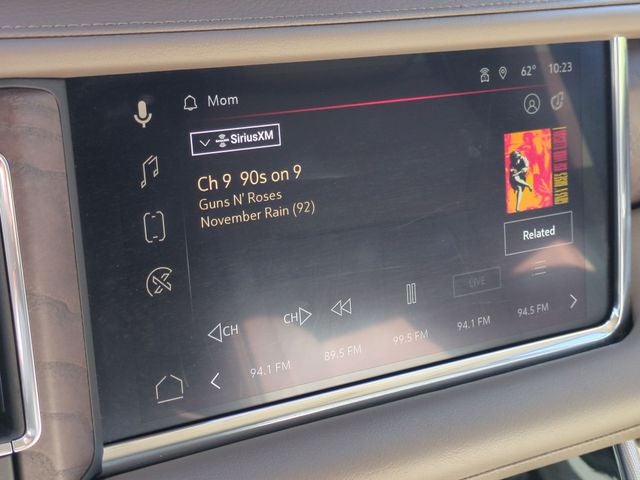 Mom
62° 10:23
SiriusXM
Ch 9 90s on 9
Guns N' Roses
November Rain (92)
Related
◁CH CH▷ LIVE
94.1 FM 89.5 FM 99.5 FM 94.1 FM 94.5 FM